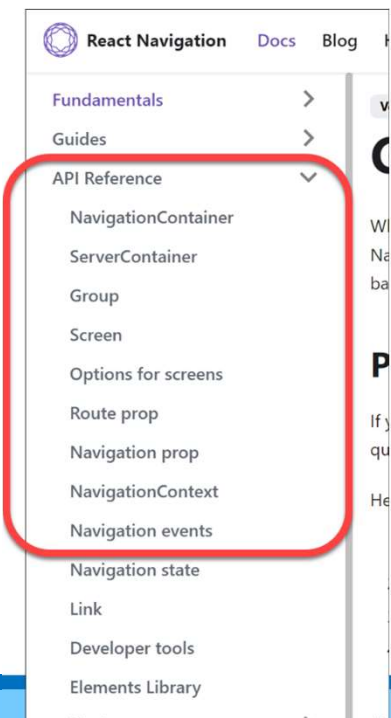 React Navigation Docs Blog
Fundamentals
Guides
API Reference
NavigationContainer
ServerContainer
Group
Screen
Options for screens
Route prop
Navigation prop
NavigationContext
Navigation events
Navigation state
Link
Developer tools
Elements Library